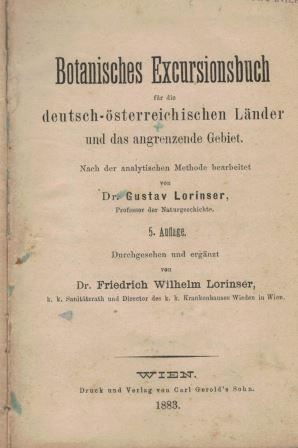 Botanisches Excursionsbuch
für die
deutsch-österreichischen Länder
und das angrenzende Gebiet.
Nach der analytischen Methode bearbeitet
von
Dr. Gustav Lorinser,
Professor der Naturgeschichte.
5. Auflage.
Durchgesehen und ergänzt
von
Dr. Friedrich Wilhelm Lorinser,
k. k. Sanitätsrath und Director des k. k. Krankenhauses Wieden in Wien.
WIEN.
Druck und Verlag von Carl Gerold's Sohn.
1883.